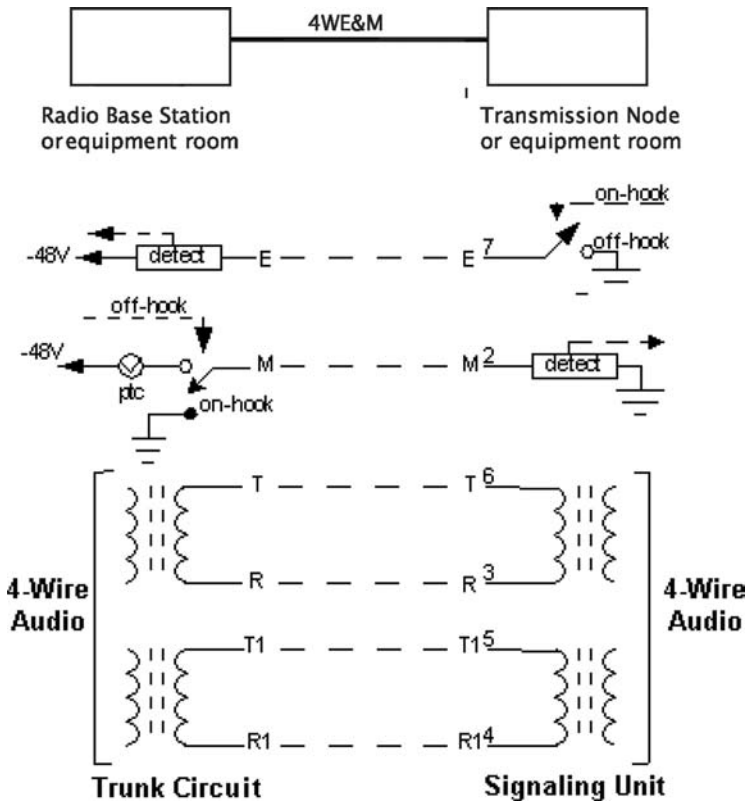 4WE&M
Radio Base Station
or equipment room
Transmission Node
or equipment room
on-hook
-48V
detect
E
E
7
off-hook
off-hook
-48V
ptc
M
M
2
detect
on-hook
T
T
6
R
R
3
4-Wire
Audio
4-Wire
Audio
T1
T1
5
R1
R1
4
Trunk Circuit
Signaling Unit